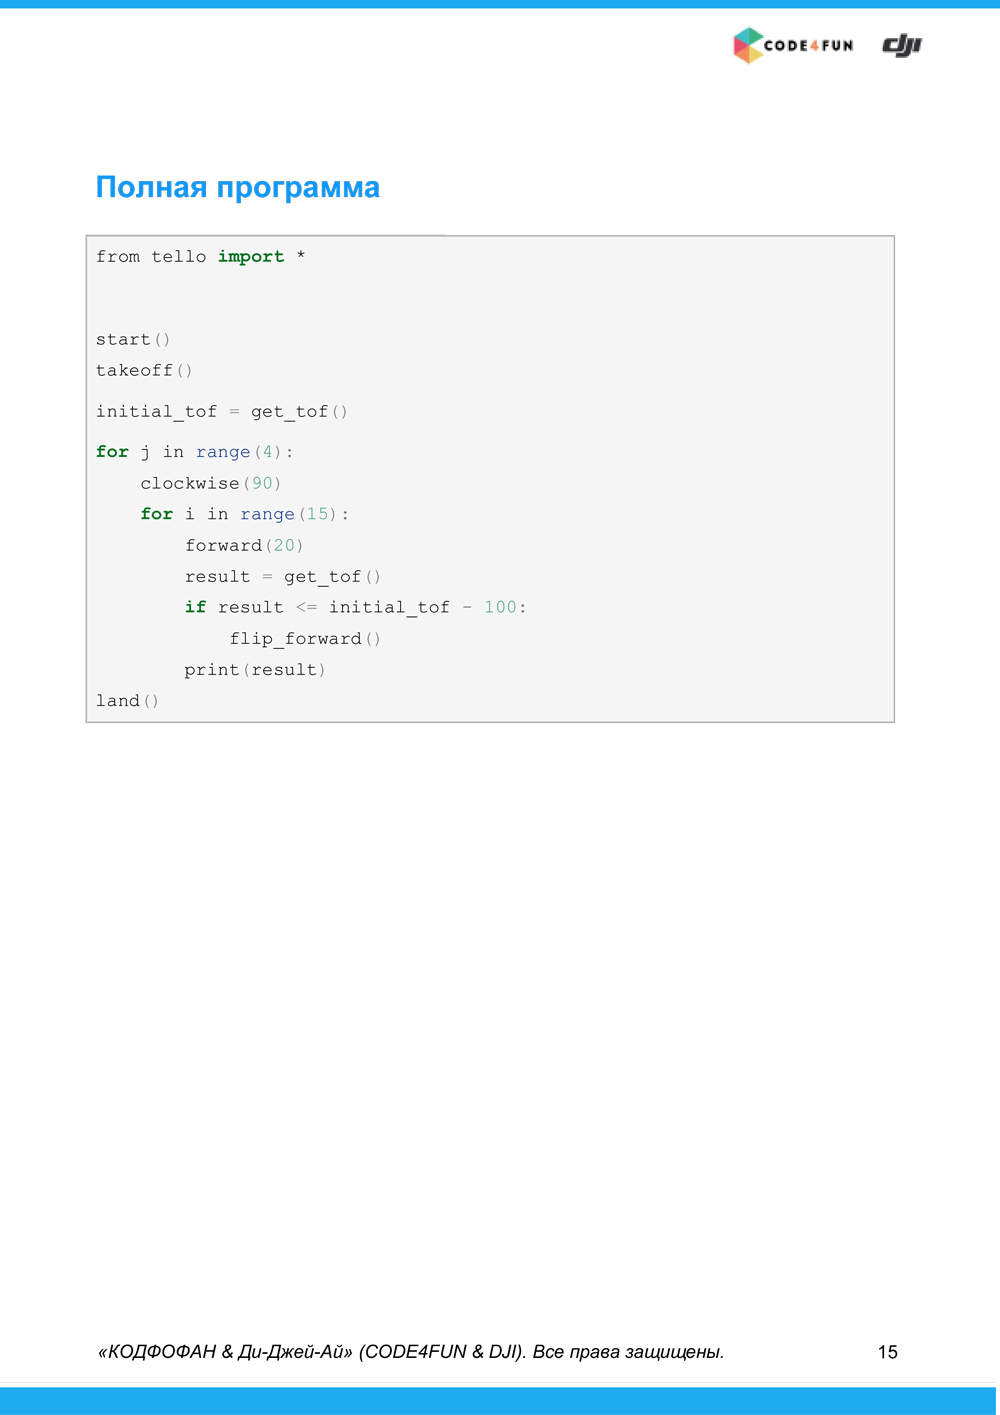 CODE4FUN dji
Полная программа
from tello import *
start()
takeoff()
initial_tof = get_tof()
for j in range(4):
    clockwise(90)
    for i in range(15):
        forward(20)
        result = get_tof()
        if result <= initial_tof - 100:
            flip_forward()
        print(result)
land()
«КОДФОФАН & Ди-Джей-Ай» (CODE4FUN & DJI). Все права защищены. 15